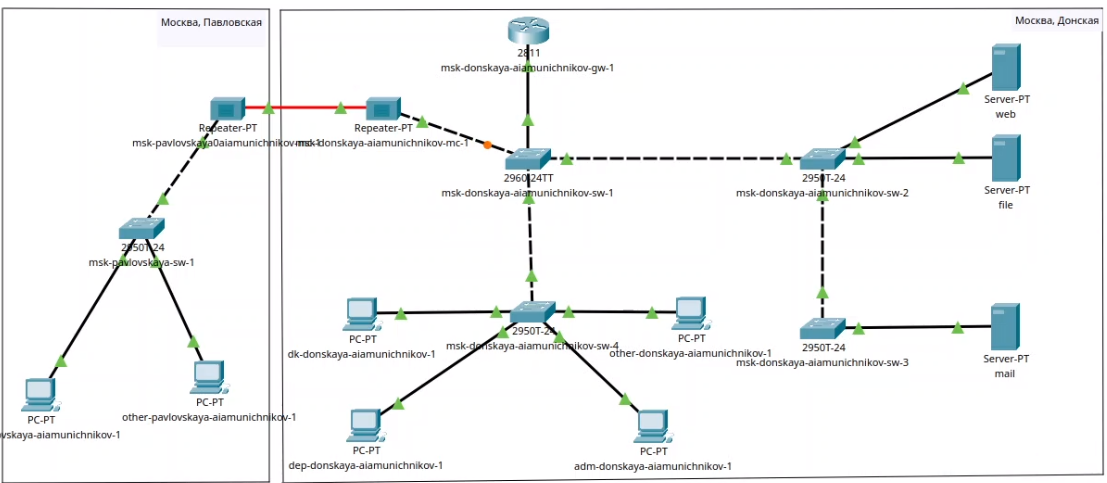 Москва, Павловская
Москва, Донская
2811
msk-donskaya-aiamunichnikov-gw-1
Repeater-PT
msk-pavlovskaya0aiamunichnikov-mc-1
Repeater-PT
msk-donskaya-aiamunichnikov-mc-1
2960-24TT
msk-donskaya-aiamunichnikov-sw-1
2950T-24
msk-donskaya-aiamunichnikov-sw-2
Server-PT
web
Server-PT
file
2950T-24
msk-pavlovskaya-sw-1
PC-PT
dk-donskaya-aiamunichnikov-1
2950T-24
msk-donskaya-aiamunichnikov-sw-4
PC-PT
other-donskaya-aiamunichnikov-1
2950T-24
msk-donskaya-aiamunichnikov-sw-3
Server-PT
mail
PC-PT
ovskaya-aiamunichnikov-1
PC-PT
other-pavlovskaya-aiamunichnikov-1
PC-PT
dep-donskaya-aiamunichnikov-1
PC-PT
adm-donskaya-aiamunichnikov-1